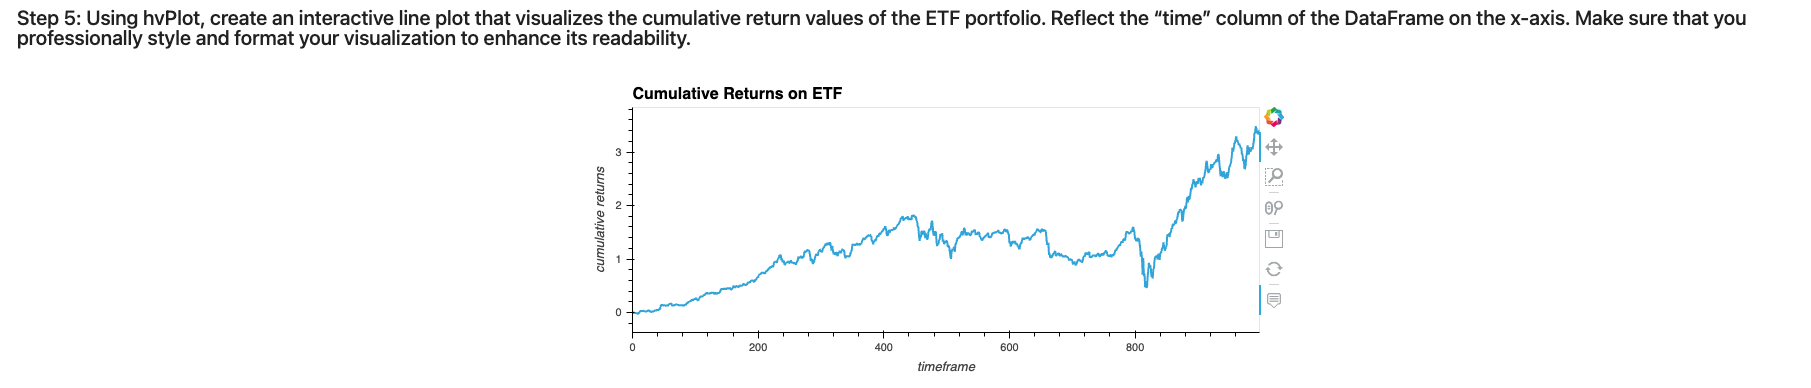 Step 5: Using hvPlot, create an interactive line plot that visualizes the cumulative return values of the ETF portfolio. Reflect the “time” column of the DataFrame on the x-axis. Make sure that you
professionally style and format your visualization to enhance its readability.
Cumulative Returns on ETF
cumulative returns
3
2
1
0
0 200 400 600 800
timeframe